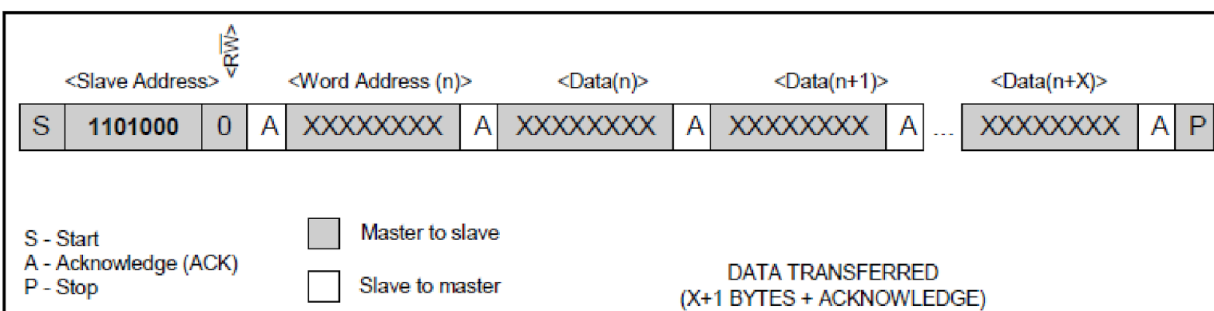 <RW>
<Slave Address> <Word Address (n)> <Data(n)> <Data(n+1)> <Data(n+X)>
S 1101000 0 A XXXXXXXX A XXXXXXXX A XXXXXXXX A ... XXXXXXXX A P
S - Start
A - Acknowledge (ACK)
P - Stop
Master to slave
Slave to master
DATA TRANSFERRED
(X+1 BYTES + ACKNOWLEDGE)